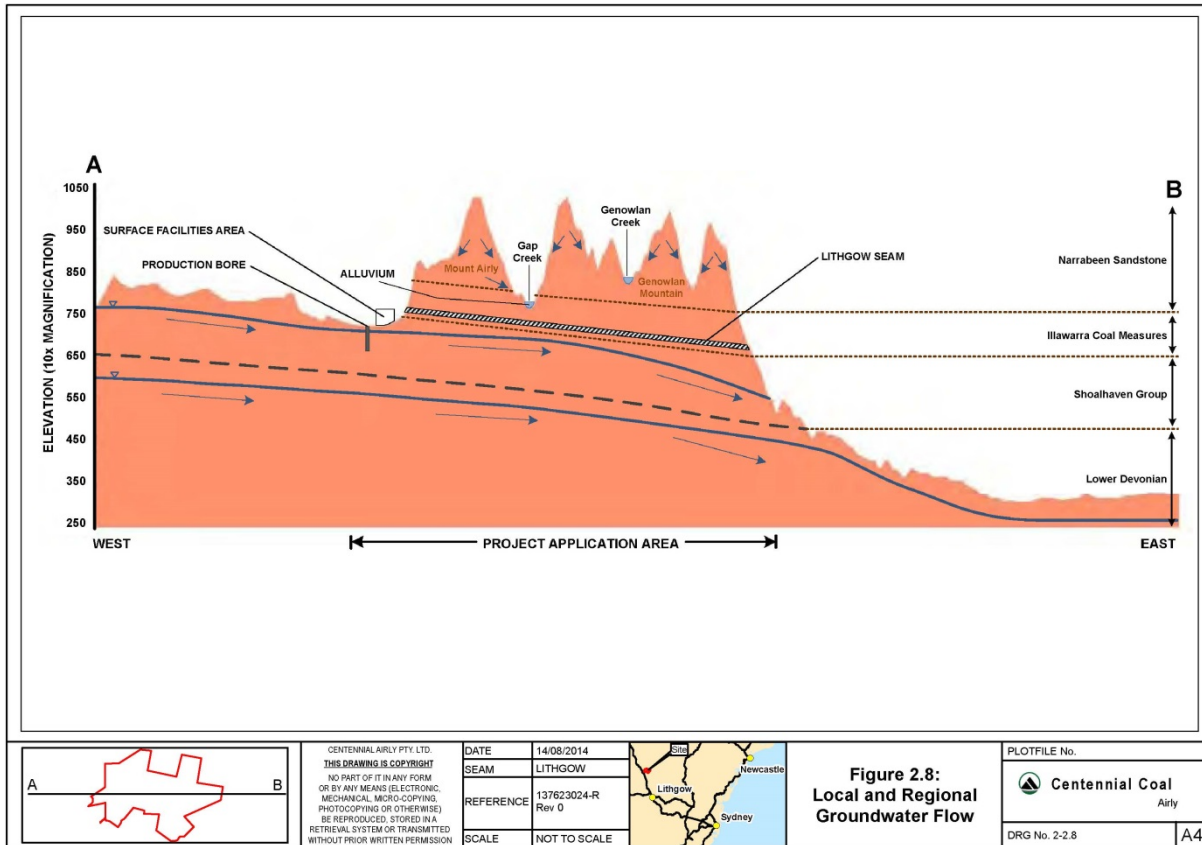 A
B
1050
950
850
750
650
550
450
350
250
ELEVATION (10x MAGNIFICATION)
SURFACE FACILITIES AREA
PRODUCTION BORE
ALLUVIUM
Mount Airly
Gap
Creek
Genowlan
Creek
Genowlan
Mountain
LITHGOW SEAM
Narrabeen Sandstone
Illawarra Coal Measures
Shoalhaven Group
Lower Devonian
WEST
PROJECT APPLICATION AREA
EAST
A
B
CENTENNIAL AIRLY PTY. LTD.
THIS DRAWING IS COPYRIGHT
NO PART OF IT IN ANY FORM
OR BY ANY MEANS (ELECTRONIC,
MECHANICAL, MICRO-COPYING,
PHOTOCOPYING OR OTHERWISE)
BE REPRODUCED, STORED IN A
RETRIEVAL SYSTEM OR TRANSMITTED
WITHOUT PRIOR WRITTEN PERMISSION
DATE 14/08/2014
SEAM LITHGOW
REFERENCE 137623024-R
Rev 0
SCALE NOT TO SCALE
Site
Newcastle
Lithgow
Sydney
Figure 2.8:
Local and Regional
Groundwater Flow
PLOTFILE No.
Centennial Coal
Airly
DRG No. 2-2.8
A4